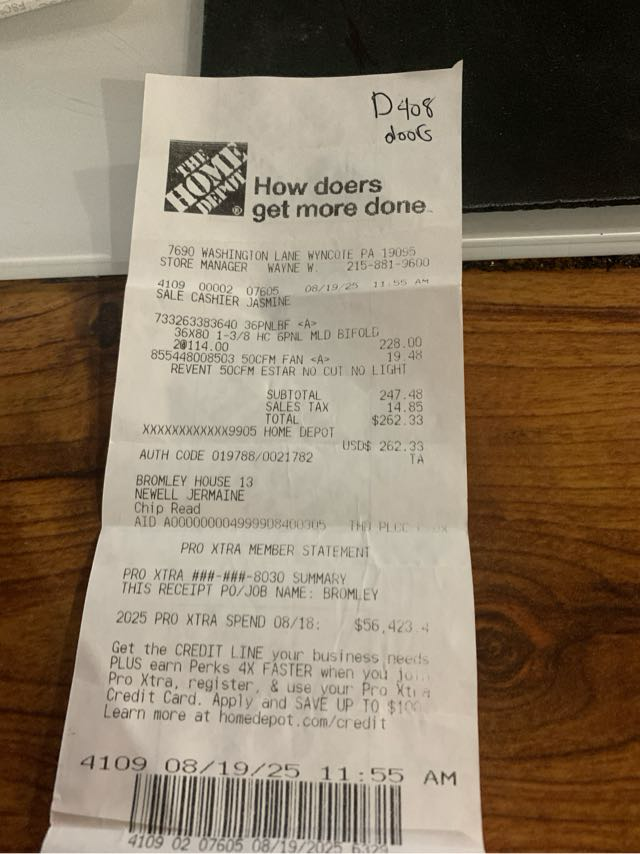 D408
doors
THE
HOME
DEPOT
®
How doers
get more done
7690 WASHINGTON LANE WYNCOTE PA 19095
STORE MANAGER WAYNE W. 215-881-9600
4109 00002 07605 08/19/25 11:55 AM
SALE CASHIER JASMINE
733263383640 36PNLBF <A>
36X80 1-3/8 HC 6PNL MLD BIFOLD
2@114.00 228.00
855448008503 50CFM FAN <A> 19.48
REVENT 50CFM ESTAR NO CUT NO LIGHT
SUBTOTAL 247.48
SALES TAX 14.85
TOTAL $262.33
XXXXXXXXXXXX9905 HOME DEPOT
USD$ 262.33
AUTH CODE 019788/0021782 TA
BROMLEY HOUSE 13
NEWELL JERMAINE
Chip Read
AID A0000000049999D8400305 THD PLCC
PRO XTRA MEMBER STATEMENT
PRO XTRA ###-###-8030 SUMMARY
THIS RECEIPT PO/JOB NAME: BROMLEY
2025 PRO XTRA SPEND 08/18: $56,423.4
Get the CREDIT LINE your business needs
PLUS earn Perks 4X FASTER when you join
Pro Xtra, register, & use your Pro Xtra
Credit Card. Apply and SAVE UP TO $100
Learn more at homedepot.com/credit
4109 08/19/25 11:55 AM
4109 02 07605 08/19/2025 6329